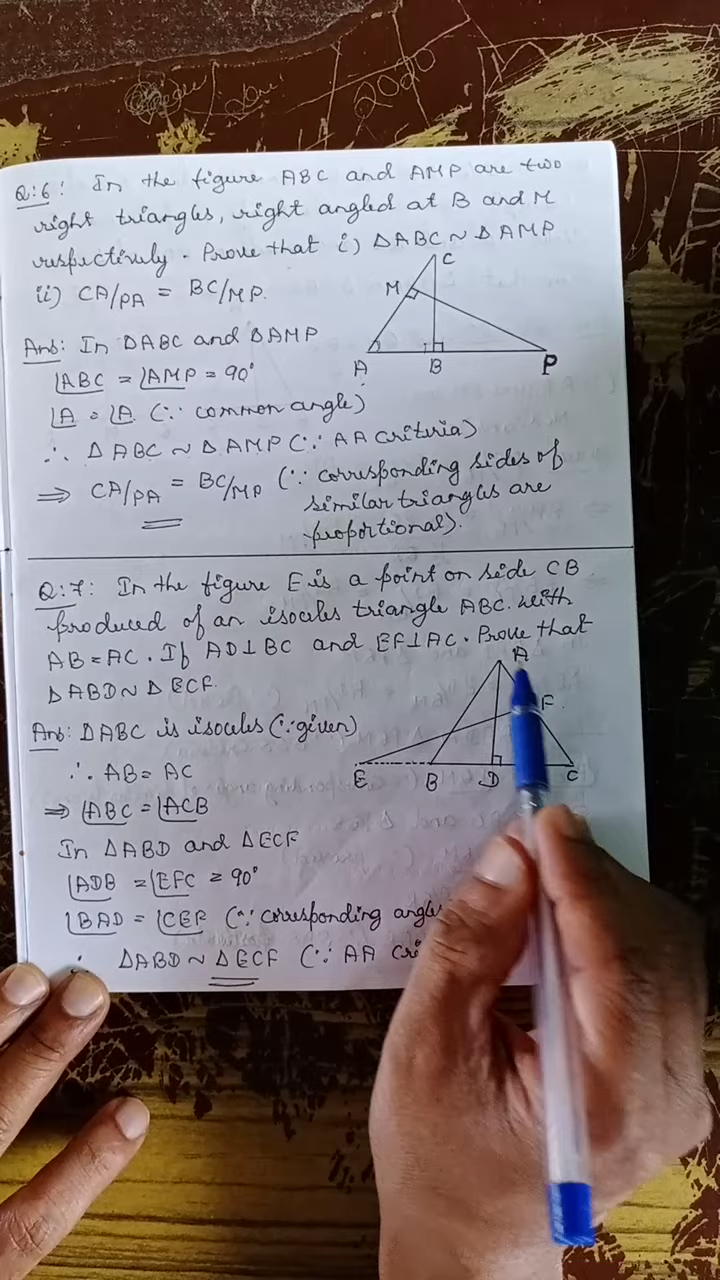 2020
Q:6: In the figure ABC and AMP are two
right triangles, right angled at B and M
respectively. Prove that i) ΔABC ~ ΔAMP
ii) CA/PA = BC/MP.
C
M
A
B
P
Ans: In ΔABC and ΔAMP
∠ABC = ∠AMP = 90°
∠A = ∠A (∵ common angle)
∴ ΔABC ~ ΔAMP (∵ AA criteria)
⇒ CA/PA = BC/MP (∵ corresponding sides of
similar triangles are
proportional).
Q:7: In the figure E is a point on side CB
produced of an isocules triangle ABC. with
AB = AC. If AD⊥BC and EF⊥AC. Prove that
ΔABD ~ ΔECF.
A
F
E
B
D
C
Ans: ΔABC is isocules (∵ given)
∴ AB = AC
⇒ ∠ABC = ∠ACB
In ΔABD and ΔECF
∠ADB = ∠EFC = 90°
∠BAD = ∠CEF (∵ corresponding
∴ ΔABD ~ ΔECF (∵ AA